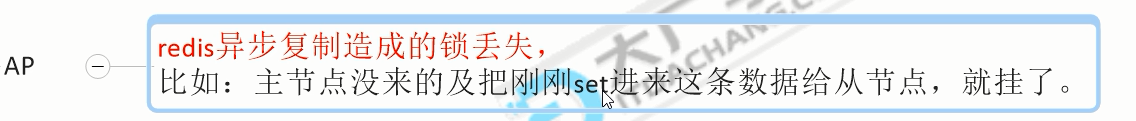 AP
redis异步复制造成的锁丢失，
比如：主节点没来的及把刚刚set进来这条数据给从节点，就挂了。